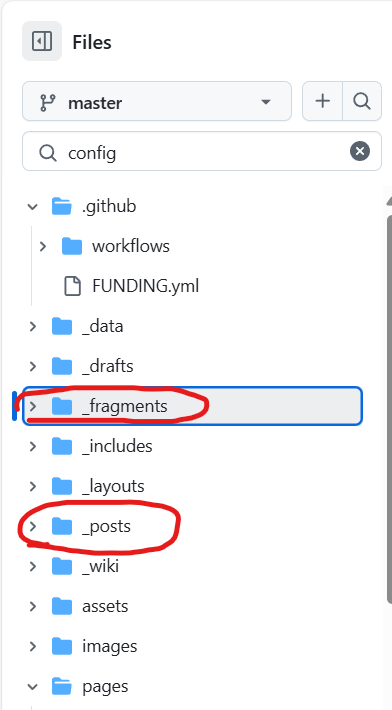 Files
master
config
.github
workflows
FUNDING.yml
_data
_drafts
_fragments
_includes
_layouts
_posts
_wiki
assets
images
pages